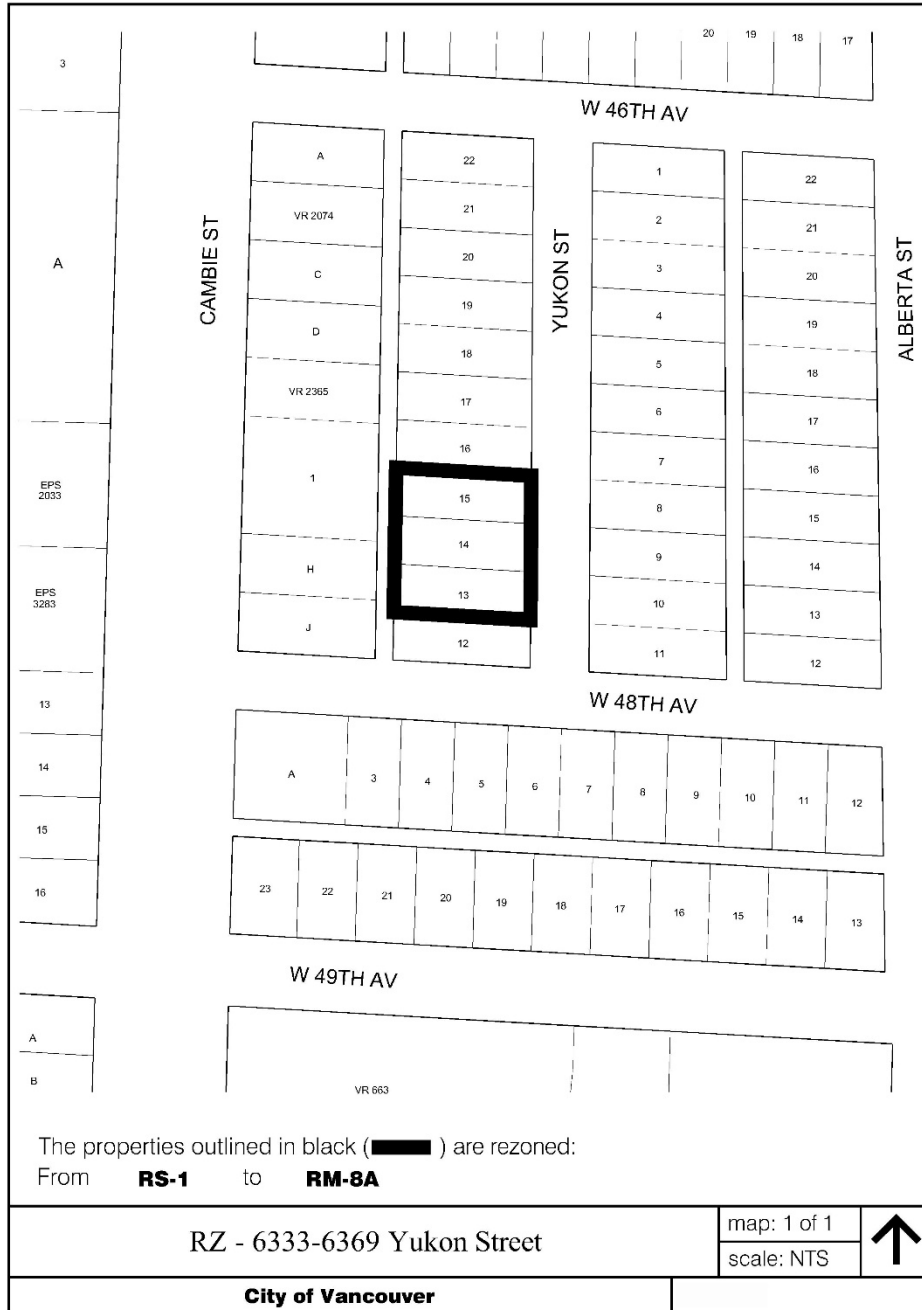 20 19 18 17
3
W 46TH AV
A
CAMBIE ST
A
VR 2074
C
D
VR 2365
1
H
J
22
21
20
19
18
17
16
15
14
13
12
YUKON ST
1
2
3
4
5
6
7
8
9
10
11
22
21
20
19
18
17
16
15
14
13
12
ALBERTA ST
EPS
2033
EPS
3283
13
14
15
16
W 48TH AV
A 3 4 5 6 7 8 9 10 11 12
23 22 21 20 19 18 17 16 15 14 13
W 49TH AV
A
B
VR 663
The properties outlined in black ( ) are rezoned:
From RS-1 to RM-8A
RZ - 6333-6369 Yukon Street
map: 1 of 1
scale: NTS
City of Vancouver